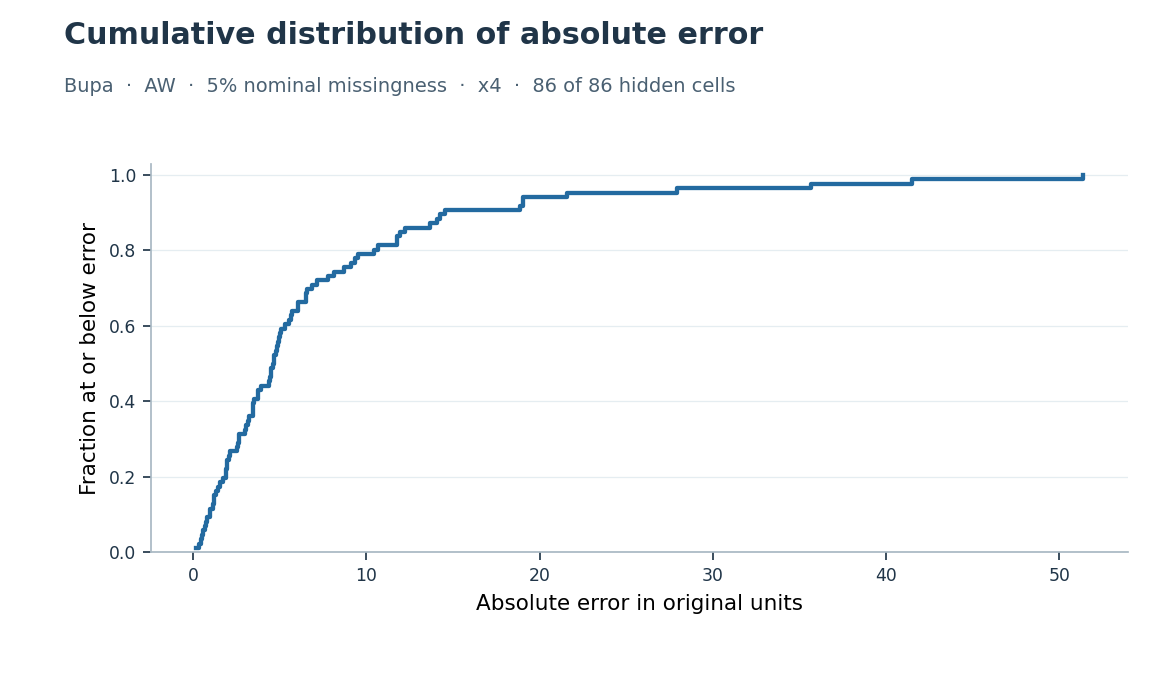 Cumulative distribution of absolute error
Bupa · AW · 5% nominal missingness · x4 · 86 of 86 hidden cells
Fraction at or below error
1.0
0.8
0.6
0.4
0.2
0.0
0 10 20 30 40 50
Absolute error in original units